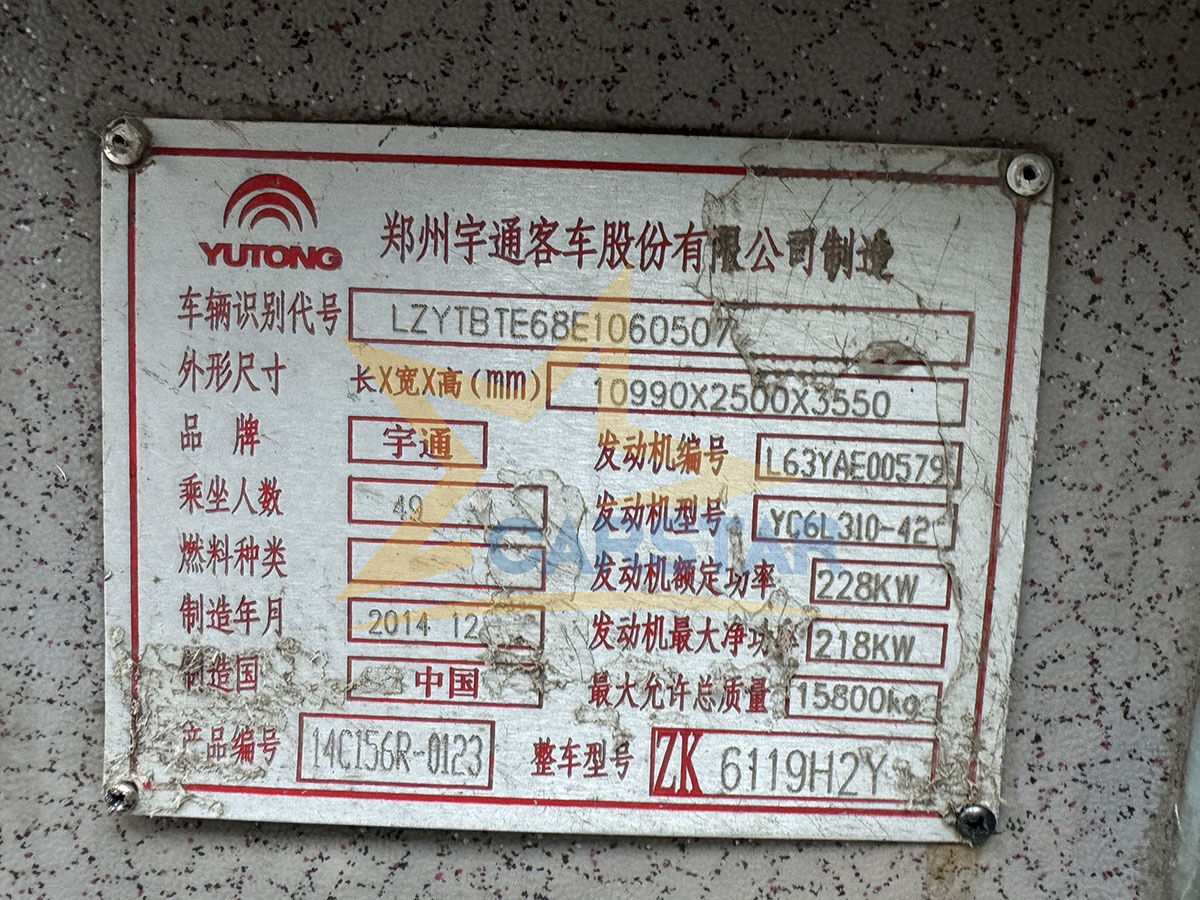 YUTONG
郑州宇通客车股份有限公司制造
车辆识别代号 LZYTBTE68E1060507
外形尺寸 长X宽X高(mm) 10990X2500X3550
品 牌 宇通 发动机编号 L63YAE00579
乘坐人数 49 发动机型号 YC6L310-42
燃料种类 发动机额定功率 228KW
制造年月 2014 12 发动机最大净功率 218KW
制造国 中国 最大允许总质量 15800kg
产品编号 14C156R-0123 整车型号 ZK 6119H2Y
CARSTAR